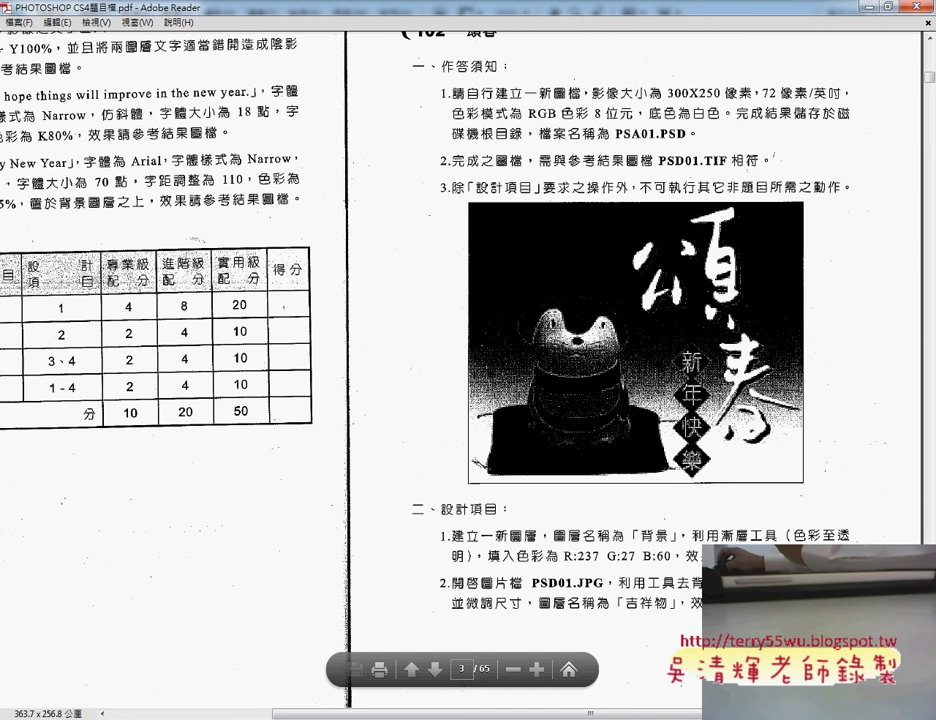 PHOTOSHOP CS4題目檔.pdf - Adobe Reader
檔案(F) 編輯(E) 檢視(V) 視窗(W) 說明(H)
Y100%，並且將兩圖層文字適當錯開造成陰影
考結果圖檔。
hope things will improve in the new year.」，字體
樣式為 Narrow，仿斜體，字體大小為 18 點，字
色彩為 K80%，效果請參考結果圖檔。
y New Year」，字體為 Arial，字體樣式為 Narrow，
，字體大小為 70 點，字距調整為 110，色彩為
5%，置於背景圖層之上，效果請參考結果圖檔。
目 設計項目 專業級配分 進階級配分 實用級配分 得分
1 4 8 20
2 2 4 10
3、4 2 4 10
1-4 2 4 10
分 10 20 50
一、作答須知：
1.請自行建立一新圖檔，影像大小為 300X250 像素，72 像素/英吋，
色彩模式為 RGB 色彩 8 位元，底色為白色。完成結果儲存於磁
碟機根目錄，檔案名稱為 PSA01.PSD。
2.完成之圖檔，需與參考結果圖檔 PSD01.TIF 相符。
3.除「設計項目」要求之操作外，不可執行其它非題目所需之動作。
頌春
新年快樂
二、設計項目：
1.建立一新圖層，圖層名稱為「背景」，利用漸層工具（色彩至透
明），填入色彩為 R:237 G:27 B:60，效
2.開啓圖片檔 PSD01.JPG，利用工具去背
並微調尺寸，圖層名稱為「吉祥物」，效
http://terry55wu.blogspot.tw
吳清輝老師錄製
3 / 65
363.7 x 256.8 公釐